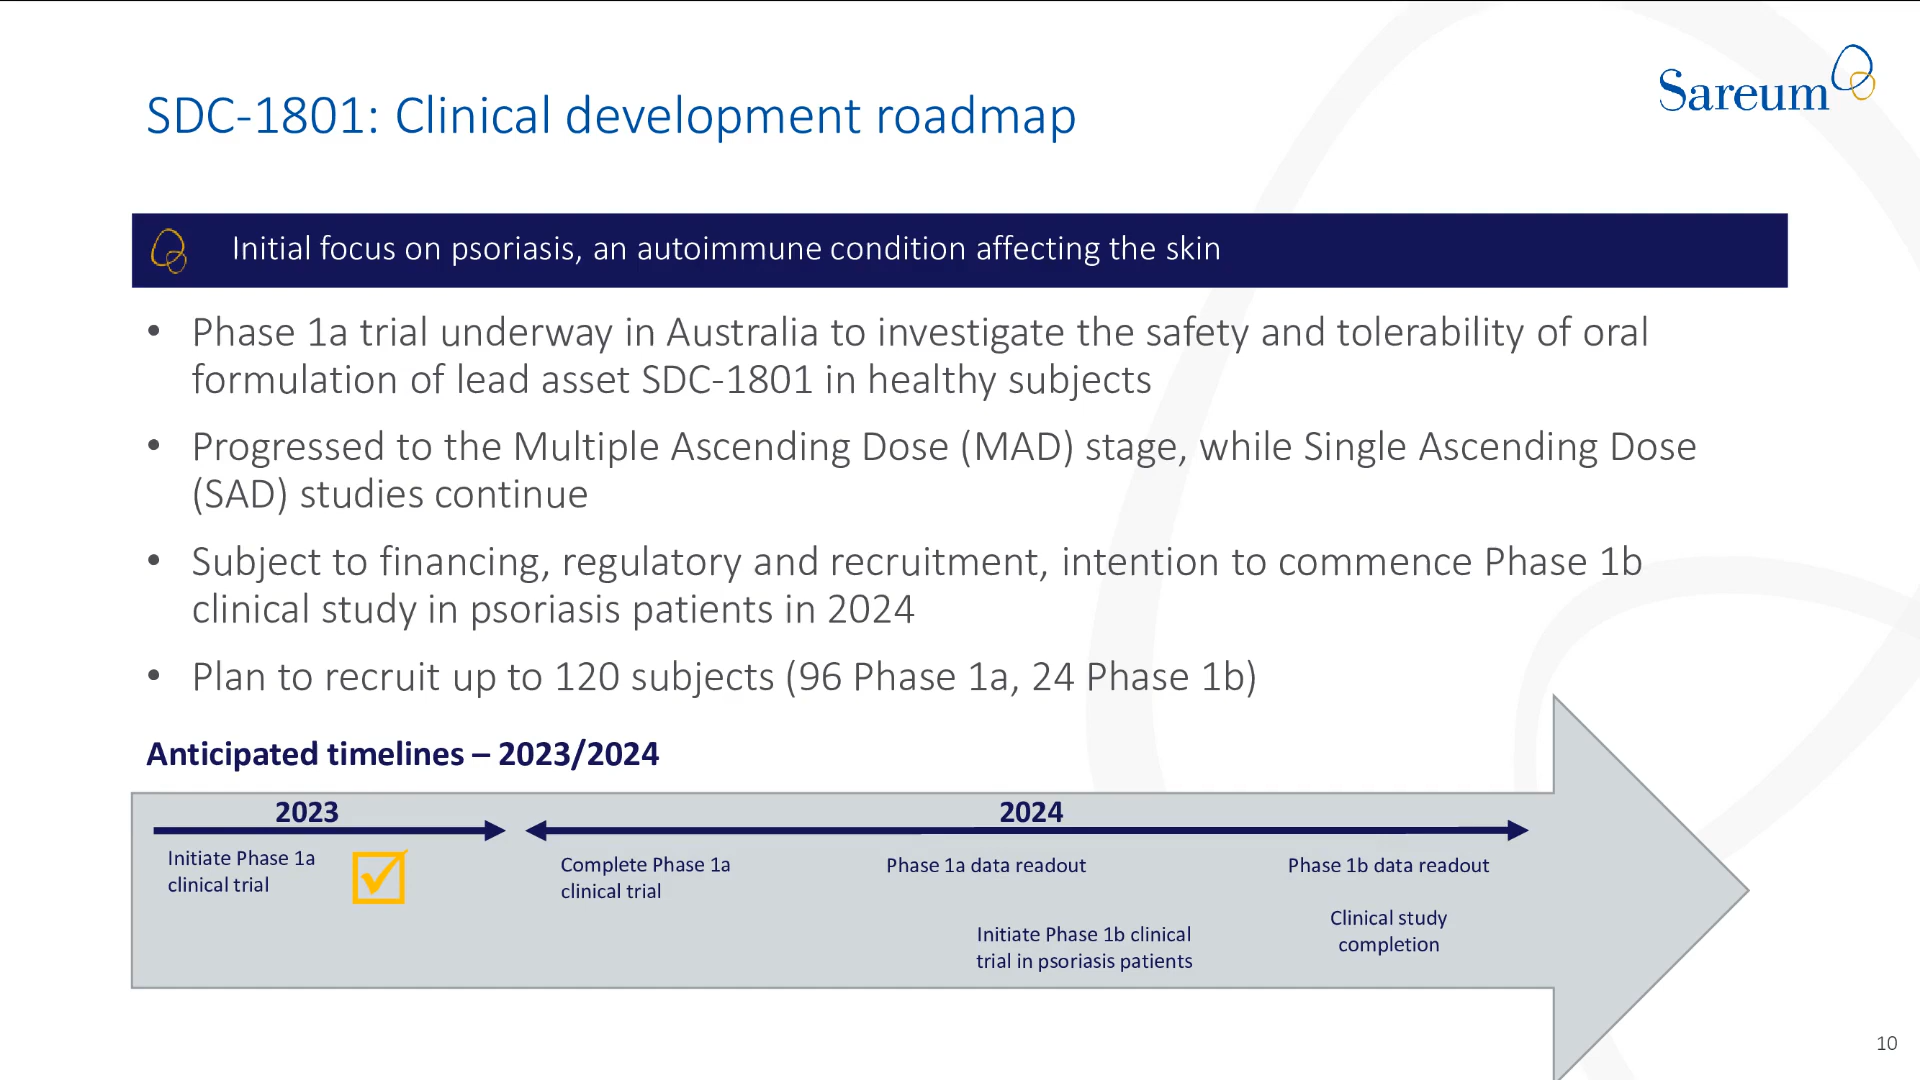 Sareum
SDC-1801: Clinical development roadmap
Initial focus on psoriasis, an autoimmune condition affecting the skin
• Phase 1a trial underway in Australia to investigate the safety and tolerability of oral
formulation of lead asset SDC-1801 in healthy subjects
• Progressed to the Multiple Ascending Dose (MAD) stage, while Single Ascending Dose
(SAD) studies continue
• Subject to financing, regulatory and recruitment, intention to commence Phase 1b
clinical study in psoriasis patients in 2024
• Plan to recruit up to 120 subjects (96 Phase 1a, 24 Phase 1b)
Anticipated timelines – 2023/2024
2023
Initiate Phase 1a
clinical trial
2024
Complete Phase 1a
clinical trial
Phase 1a data readout
Initiate Phase 1b clinical
trial in psoriasis patients
Phase 1b data readout
Clinical study
completion
10